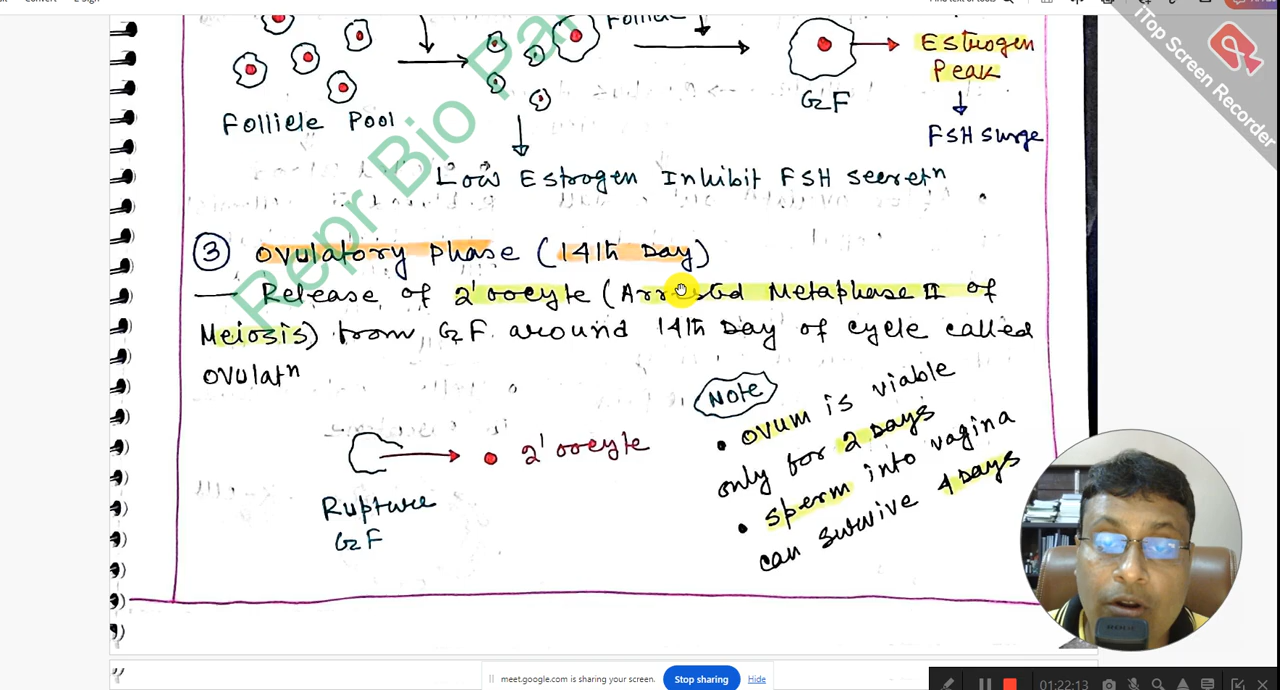 Estrogen
Peak
Follicle Pool
GF
FSH surge
Low Estrogen Inhibit FSH secretn
③ Ovulatory Phase (14th Day)
— Release of 2' oocyte (Arrested Metaphase II of
Meiosis) from GF around 14th Day of cycle called
ovulatn
Note
• Ovum is viable
only for 2 Days
• Sperm into vagina
can survive 4 Days
2' oocyte
Rupture
GF
Repr Bio Par
iTop Screen Recorder
meet.google.com is sharing your screen.
Stop sharing
Hide
01:22:13